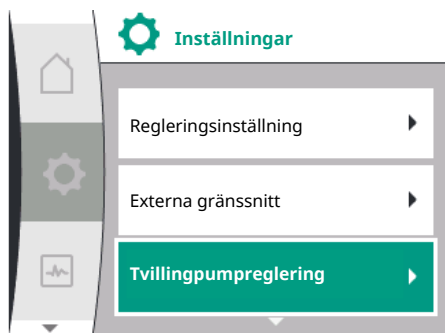 Inställningar
Regleringsinställning
Externa gränssnitt
Tvillingpumpreglering